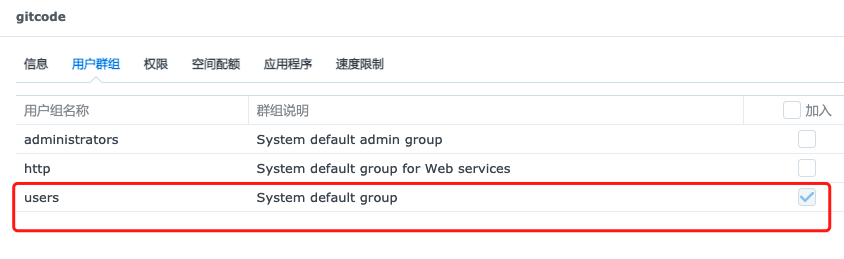 gitcode
信息 用户群组 权限 空间配额 应用程序 速度限制
用户组名称 群组说明 加入
administrators System default admin group
http System default group for Web services
users System default group